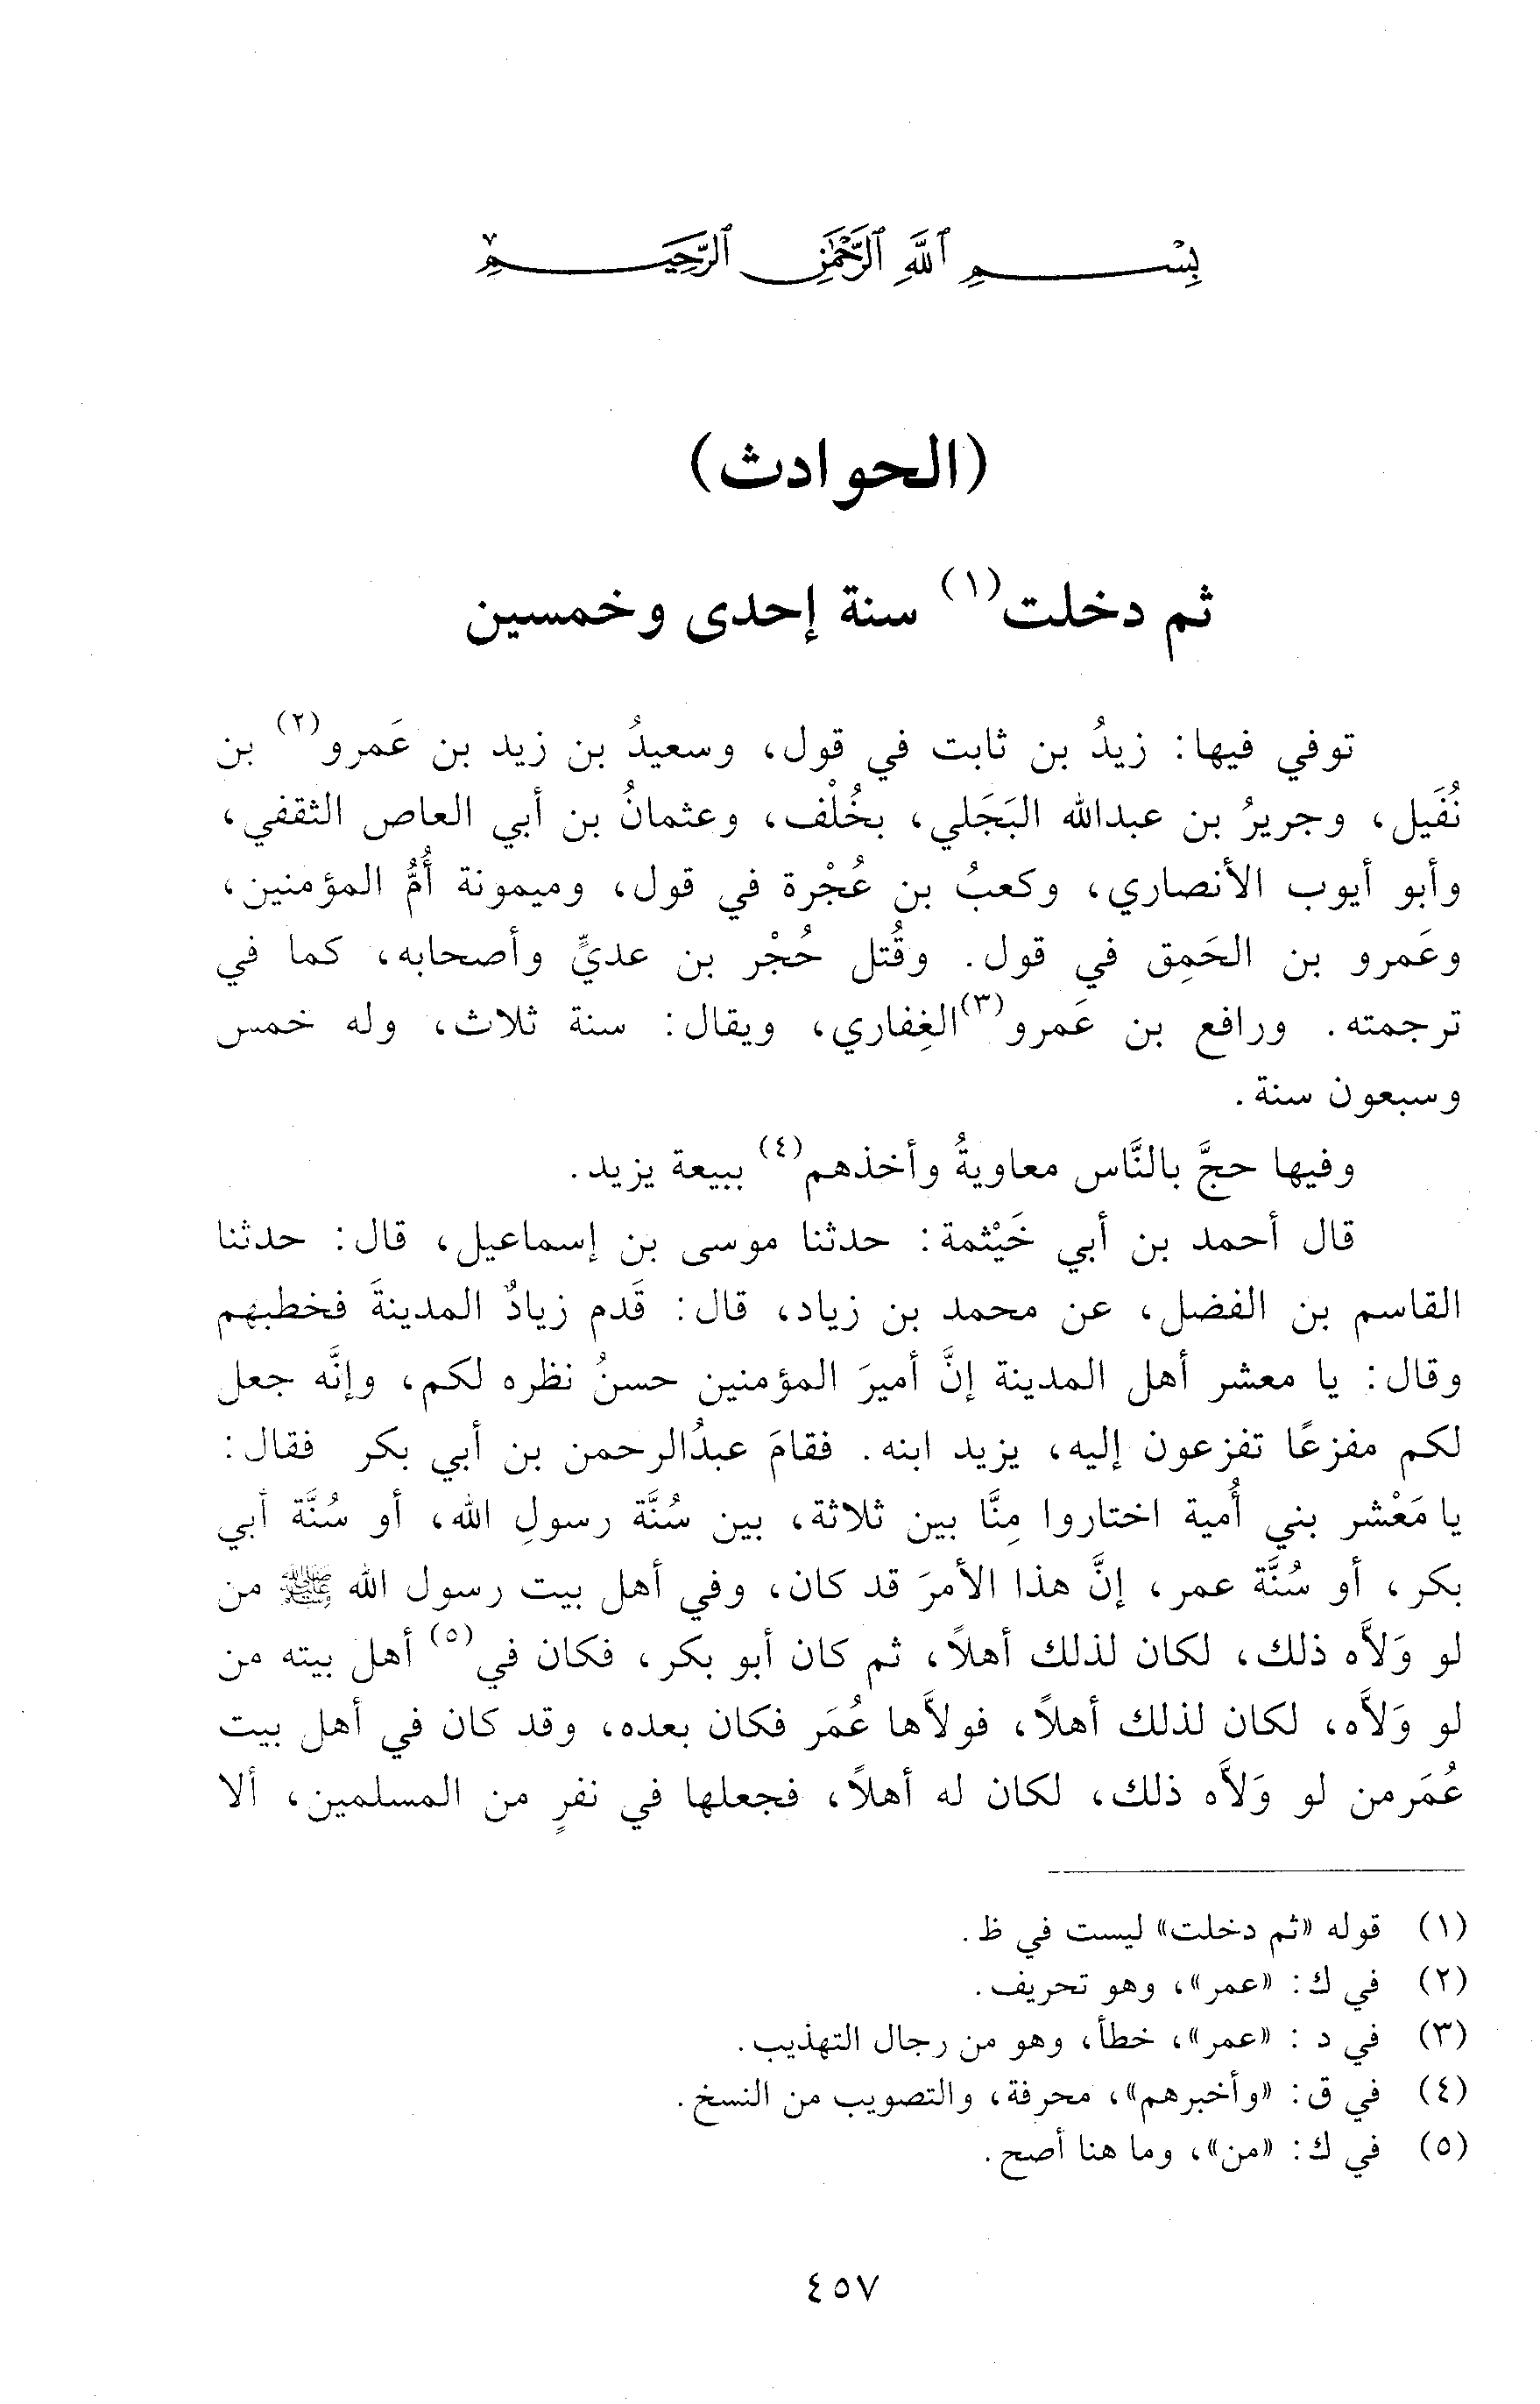 بِسْمِ ٱللَّهِ ٱلرَّحْمَٰنِ ٱلرَّحِيمِ
(الحوادث)
ثم دخلت(١) سنة إحدى وخمسين
توفي فيها: زيدُ بن ثابت في قول، وسعيدُ بن زيد بن عَمرو(٢) بن
نُفَيل، وجريرُ بن عبدالله البَجَلي، بخُلْف، وعثمانُ بن أبي العاص الثقفي،
وأبو أيوب الأنصاري، وكعبُ بن عُجْرة في قول، وميمونة أُمُّ المؤمنين،
وعَمرو بن الحَمِق في قول. وقُتل حُجْر بن عديٍّ وأصحابه، كما في
ترجمته. ورافع بن عَمرو(٣) الغِفاري، ويقال: سنة ثلاث، وله خمس
وسبعون سنة.
وفيها حجَّ بالنَّاس معاويةُ وأخذهم(٤) ببيعة يزيد.
قال أحمد بن أبي خَيْثمة: حدثنا موسى بن إسماعيل، قال: حدثنا
القاسم بن الفضل، عن محمد بن زياد، قال: قَدم زيادٌ المدينةَ فخطبهم
وقال: يا معشر أهل المدينة إنَّ أميرَ المؤمنين حسنُ نظره لكم، وإنَّه جعل
لكم مفزعًا تفزعون إليه، يزيد ابنه. فقامَ عبدُالرحمن بن أبي بكر فقال:
يا مَعْشر بني أُمية اختاروا مِنَّا بين ثلاثة، بين سُنَّة رسولِ الله، أو سُنَّة أبي
بكر، أو سُنَّة عمر، إنَّ هذا الأمرَ قد كان، وفي أهل بيت رسول الله ﷺ من
لو وَلاَّه ذلك، لكان لذلك أهلاً، ثم كان أبو بكر، فكان في(٥) أهل بيته من
لو وَلاَّه، لكان لذلك أهلاً، فولاَّها عُمَر فكان بعده، وقد كان في أهل بيت
عُمَر من لو وَلاَّه ذلك، لكان له أهلاً، فجعلها في نفرٍ من المسلمين، ألا
(١) قوله «ثم دخلت» ليست في ظ.
(٢) في ك: «عمر»، وهو تحريف.
(٣) في د : «عمر»، خطأ، وهو من رجال التهذيب.
(٤) في ق: «وأخبرهم»، محرفة، والتصويب من النسخ.
(٥) في ك: «من»، وما هنا أصح.
٤٥٧